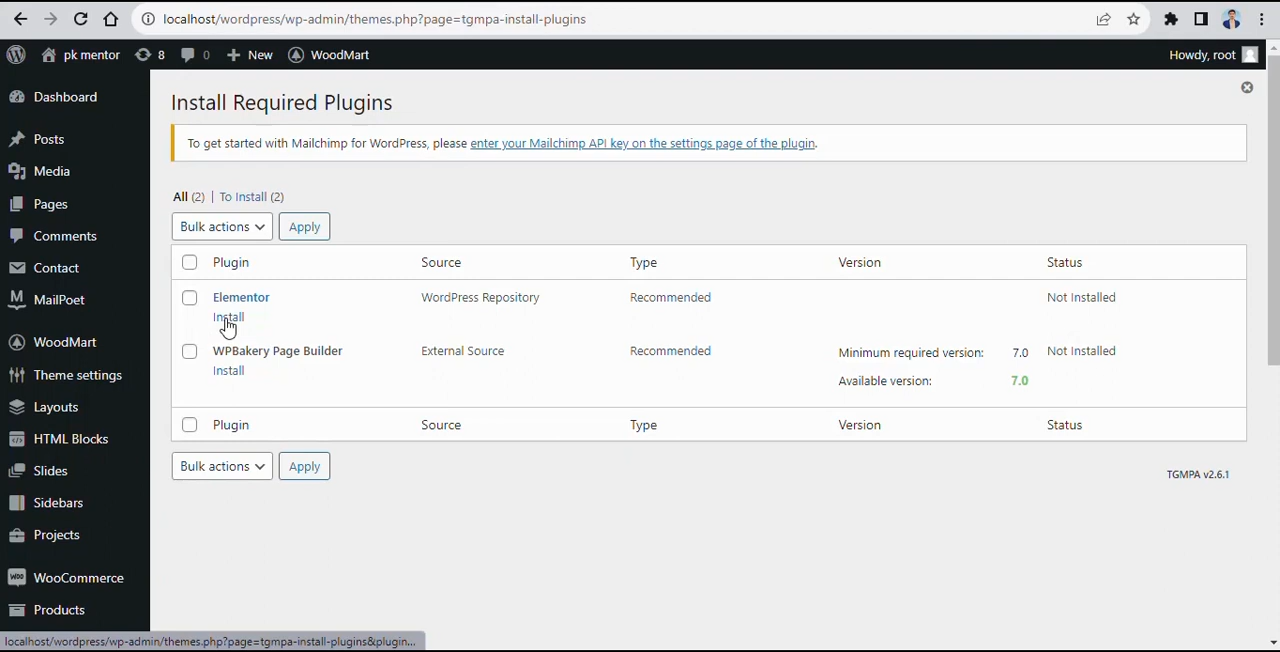 localhost/wordpress/wp-admin/themes.php?page=tgmpa-install-plugins
pk mentor 8 0 New WoodMart Howdy, root
Dashboard
Posts
Media
Pages
Comments
Contact
MailPoet
WoodMart
Theme settings
Layouts
HTML Blocks
Slides
Sidebars
Projects
WooCommerce
Products
Install Required Plugins
To get started with Mailchimp for WordPress, please enter your Mailchimp API key on the settings page of the plugin.
All (2) | To Install (2)
Bulk actions Apply
Plugin Source Type Version Status
Elementor WordPress Repository Recommended Not Installed
Install
WPBakery Page Builder External Source Recommended Minimum required version: 7.0 Not Installed
Install Available version: 7.0
Plugin Source Type Version Status
Bulk actions Apply
TGMPA v2.6.1
localhost/wordpress/wp-admin/themes.php?page=tgmpa-install-plugins&plugin...